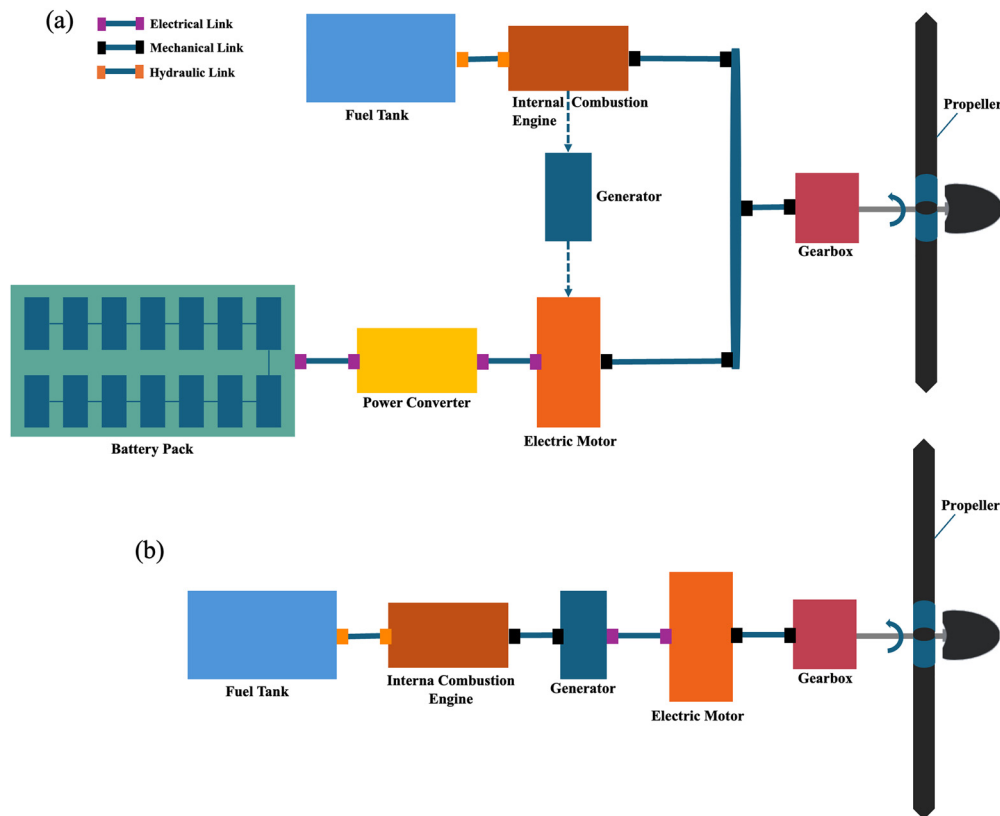 (a)
Electrical Link
Mechanical Link
Hydraulic Link
Fuel Tank
Internal Combustion
Engine
Propeller
Generator
Gearbox
Power Converter
Electric Motor
Battery Pack
(b)
Propeller
Fuel Tank
Interna Combustion
Engine
Generator
Electric Motor
Gearbox